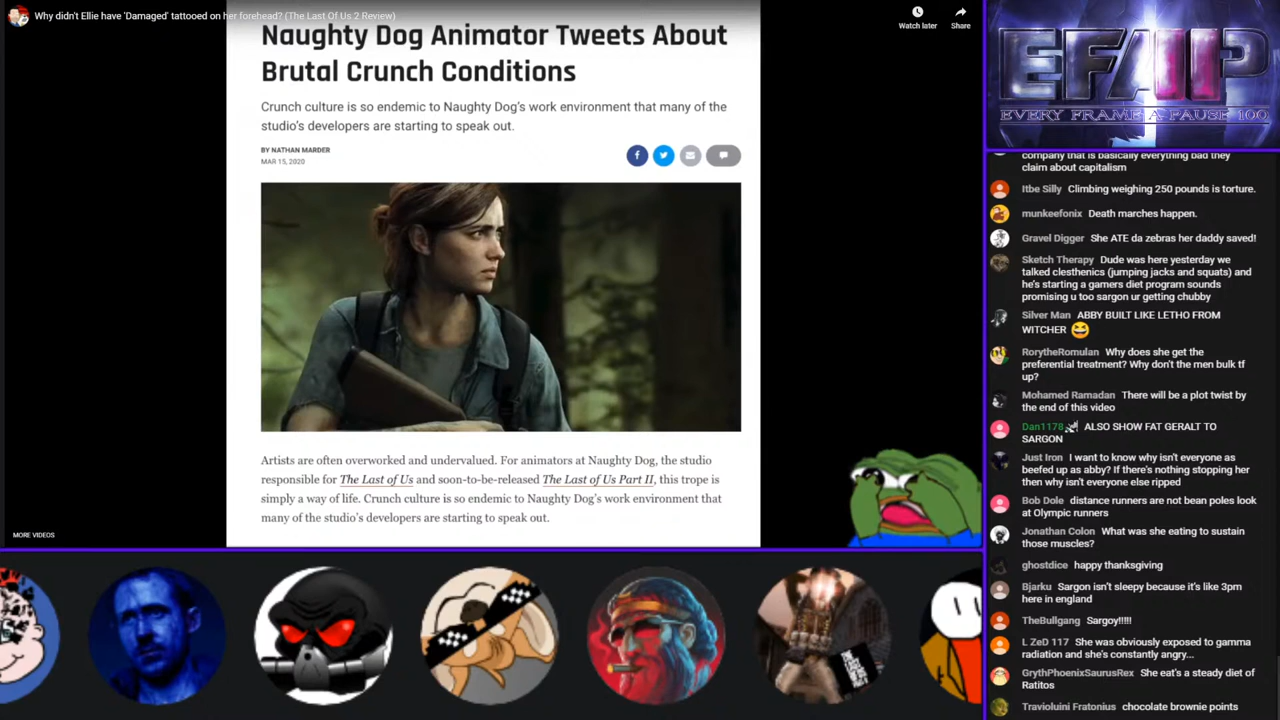 Why didn't Ellie have 'Damaged' tattooed on her forehead? (The Last Of Us 2 Review)
Watch later
Share
Naughty Dog Animator Tweets About
Brutal Crunch Conditions
Crunch culture is so endemic to Naughty Dog's work environment that many of the
studio's developers are starting to speak out.
BY NATHAN MARDER
MAR 15, 2020
Artists are often overworked and undervalued. For animators at Naughty Dog, the studio
responsible for The Last of Us and soon-to-be-released The Last of Us Part II, this trope is
simply a way of life. Crunch culture is so endemic to Naughty Dog's work environment that
many of the studio's developers are starting to speak out.
MORE VIDEOS
EFAP
EVERY FRAME A PAUSE 100
company that is basically everything bad they
claim about capitalism
Itbe Silly Climbing weighing 250 pounds is torture.
munkeefonix Death marches happen.
Gravel Digger She ATE da zebras her daddy saved!
Sketch Therapy Dude was here yesterday we
talked clesthenics (jumping jacks and squats) and
he's starting a gamers diet program sounds
promising u too sargon ur getting chubby
Silver Man ABBY BUILT LIKE LETHO FROM
WITCHER
RorytheRomulan Why does she get the
preferential treatment? Why don't the men bulk tf
up?
Mohamed Ramadan There will be a plot twist by
the end of this video
Dan1178 ALSO SHOW FAT GERALT TO
SARGON
Just Iron I want to know why isn't everyone as
beefed up as abby? If there's nothing stopping her
then why isn't everyone else ripped
Bob Dole distance runners are not bean poles look
at Olympic runners
Jonathan Colon What was she eating to sustain
those muscles?
ghostdice happy thanksgiving
Bjarku Sargon isn't sleepy because it's like 3pm
here in england
TheBullgang Sargoy!!!!!
L ZeD 117 She was obviously exposed to gamma
radiation and she's constantly angry...
GrythPhoenixSaurusRex She eat's a steady diet of
Ratitos
Travioluini Fratonius chocolate brownie points